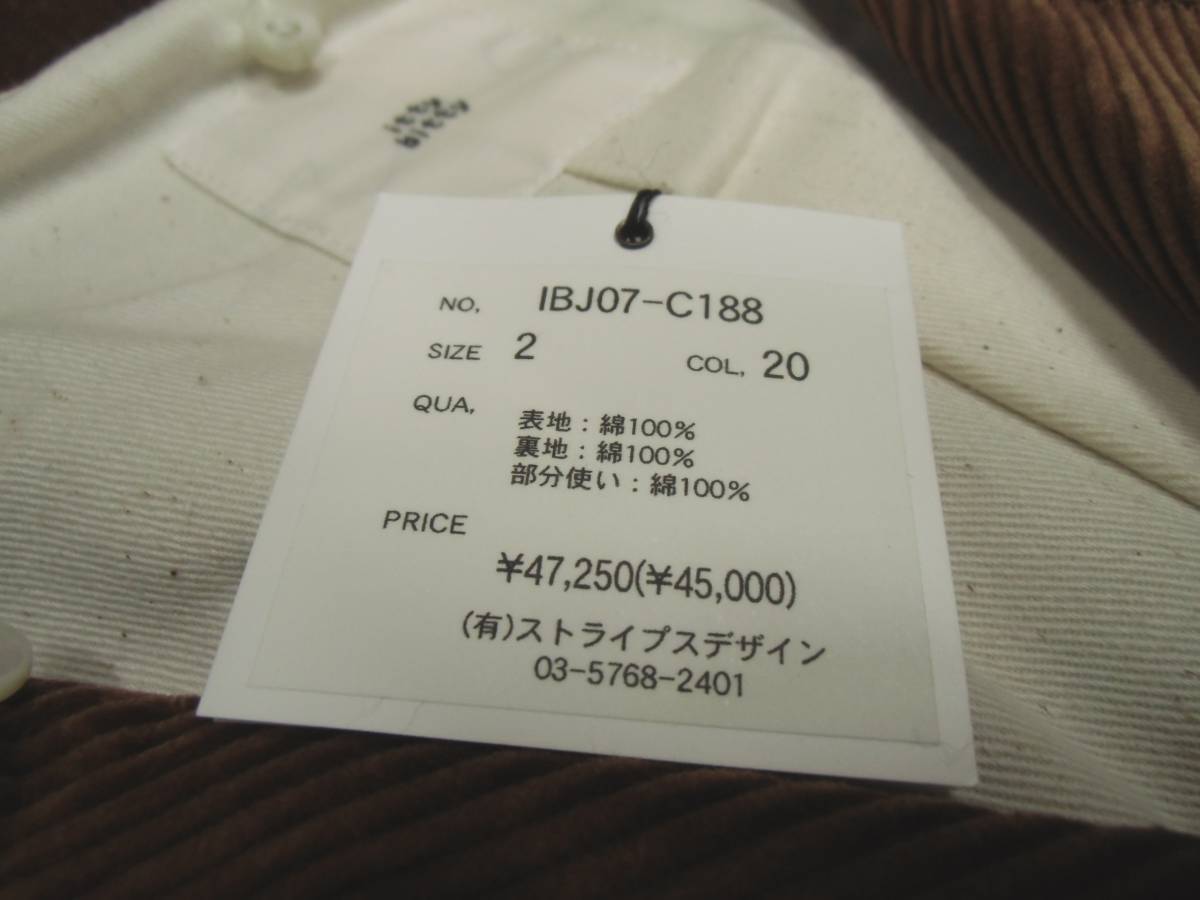 itty
bitty
NO, IBJ07-C188
SIZE 2 COL, 20
QUA, 表地:綿100%
裏地:綿100%
部分使い:綿100%
PRICE
¥47,250(¥45,000)
(有)ストライプスデザイン
03-5768-2401